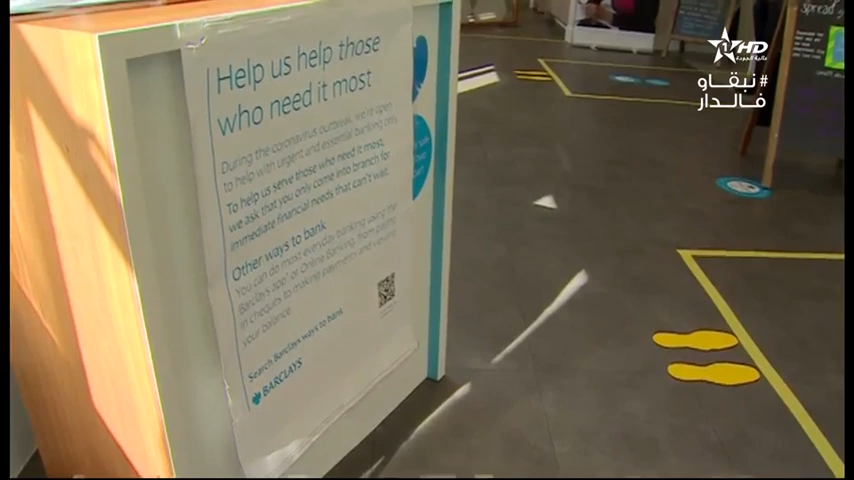 Help us help those
who need it most
During the coronavirus outbreak, we're open
to help with urgent and essential banking only.
To help us serve those who need it most,
we ask that you only come into branch for
immediate financial needs that can't wait.
Other ways to bank
You can do most everyday banking using the
Barclays app* or Online Banking, from paying
in cheques to making payments and viewing
your balance.
Search Barclays ways to bank
BARCLAYS
spread
HD
عالية الجودة
#نبقاو
فالدار